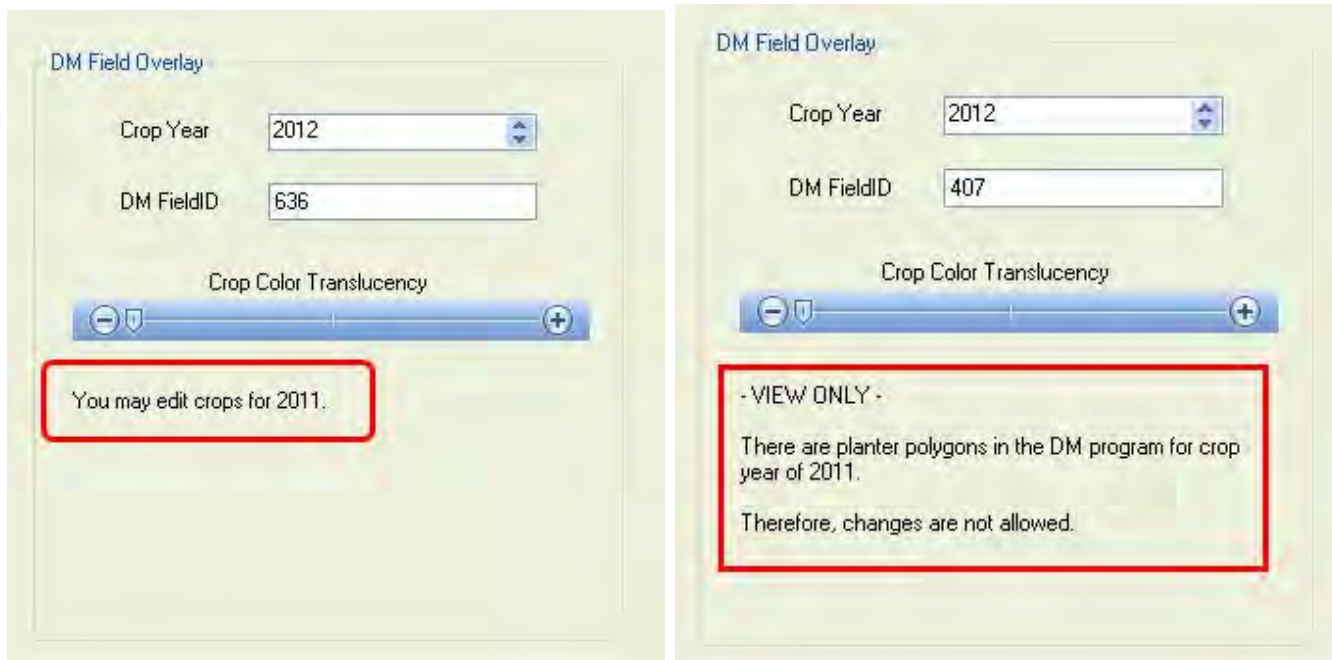 DM Field Overlay
Crop Year 2012
DM FieldID 636
Crop Color Translucency
You may edit crops for 2011.
DM Field Overlay
Crop Year 2012
DM FieldID 407
Crop Color Translucency
- VIEW ONLY -
There are planter polygons in the DM program for crop
year of 2011.
Therefore, changes are not allowed.